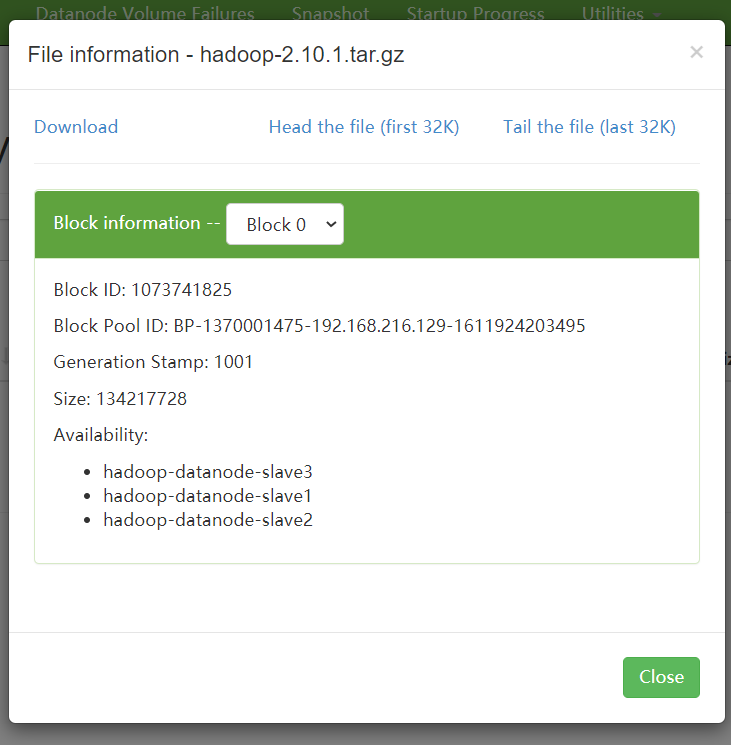 Datanode Volume Failures Snapshot Startup Progress Utilities
File information - hadoop-2.10.1.tar.gz ×
Download Head the file (first 32K) Tail the file (last 32K)
Block information -- Block 0
Block ID: 1073741825
Block Pool ID: BP-1370001475-192.168.216.129-1611924203495
Generation Stamp: 1001
Size: 134217728
Availability:
• hadoop-datanode-slave3
• hadoop-datanode-slave1
• hadoop-datanode-slave2
Close